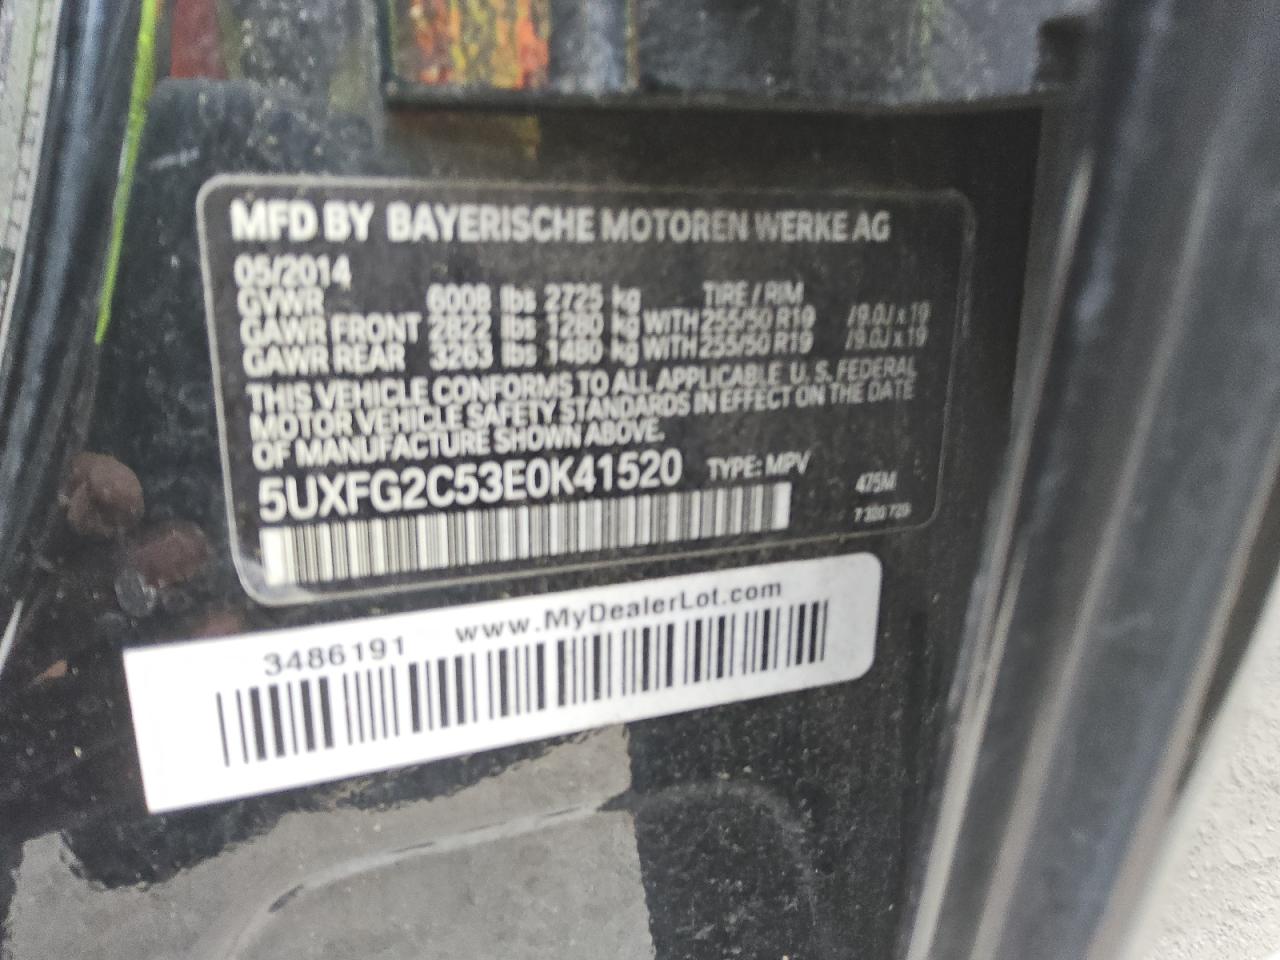 MFD BY BAYERISCHE MOTOREN WERKE AG
05/2014
GVWR 6008 lbs 2725 kg TIRE / RIM
GAWR FRONT 2822 lbs 1280 kg WITH 255/50 R19 /9.0J x 19
GAWR REAR 3263 lbs 1480 kg WITH 255/50 R19 /9.0J x 19
THIS VEHICLE CONFORMS TO ALL APPLICABLE U.S. FEDERAL
MOTOR VEHICLE SAFETY STANDARDS IN EFFECT ON THE DATE
OF MANUFACTURE SHOWN ABOVE.
5UXFG2C53E0K41520 TYPE: MPV
475M
3486191 www.MyDealerLot.com